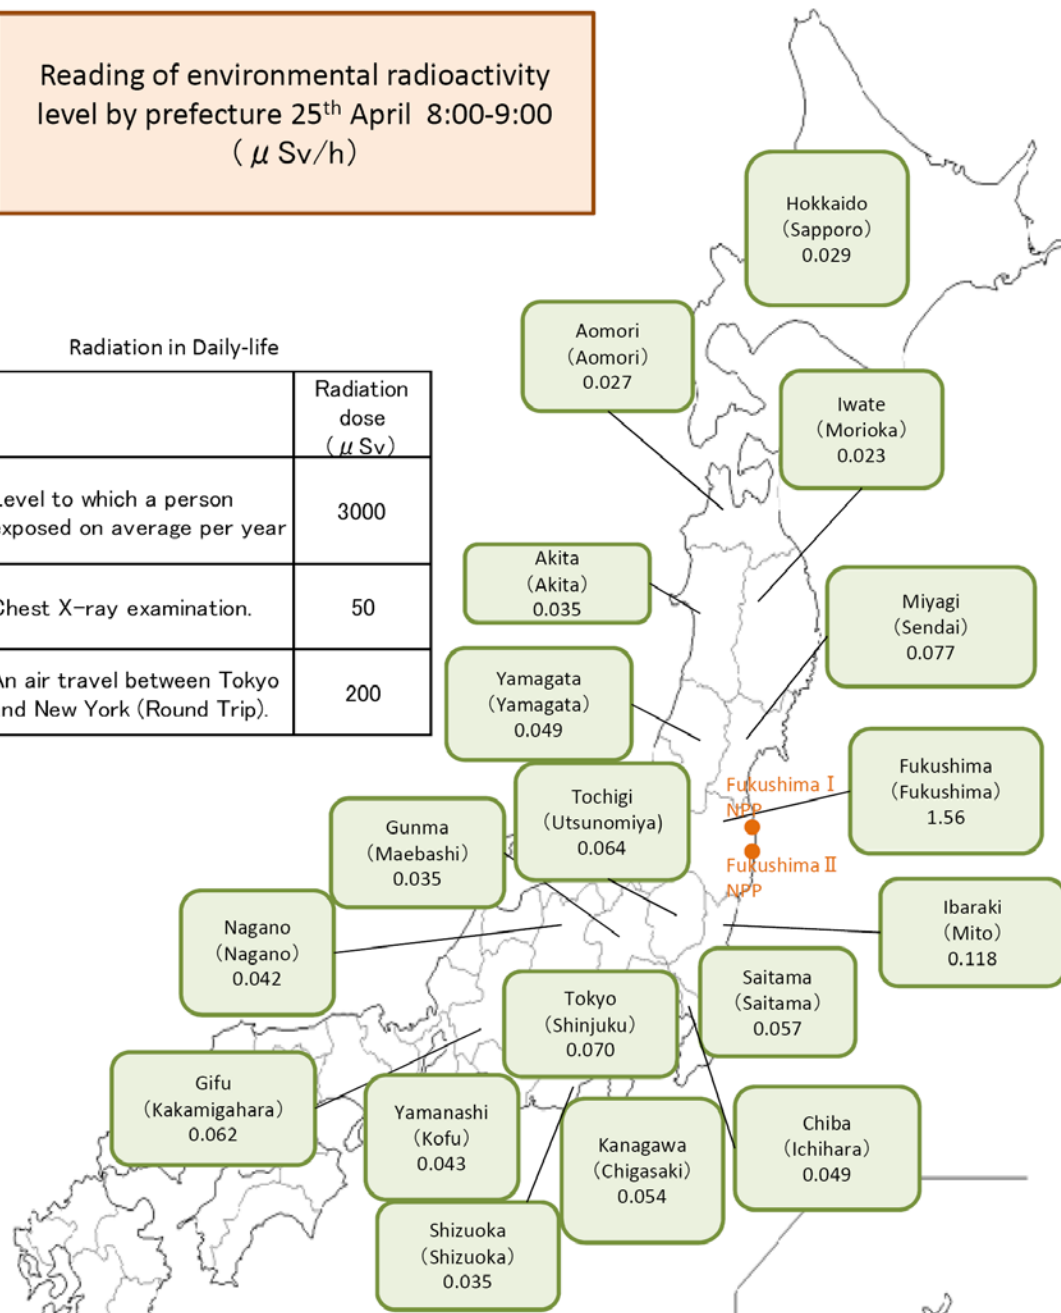 Reading of environmental radioactivity
level by prefecture 25th April 8:00-9:00
（μSv/h）
Hokkaido
（Sapporo）
0.029
Aomori
（Aomori）
0.027
Iwate
（Morioka）
0.023
Radiation in Daily-life
Radiation
dose
（μSv）
Level to which a person
exposed on average per year
3000
Chest X-ray examination.
50
An air travel between Tokyo
and New York (Round Trip).
200
Akita
（Akita）
0.035
Miyagi
（Sendai）
0.077
Yamagata
（Yamagata）
0.049
Fukushima
（Fukushima）
1.56
Fukushima Ⅰ
NPP
Fukushima Ⅱ
NPP
Tochigi
（Utsunomiya）
0.064
Gunma
（Maebashi）
0.035
Nagano
（Nagano）
0.042
Ibaraki
（Mito）
0.118
Saitama
（Saitama）
0.057
Tokyo
（Shinjuku）
0.070
Gifu
（Kakamigahara）
0.062
Yamanashi
（Kofu）
0.043
Kanagawa
（Chigasaki）
0.054
Chiba
（Ichihara）
0.049
Shizuoka
（Shizuoka）
0.035